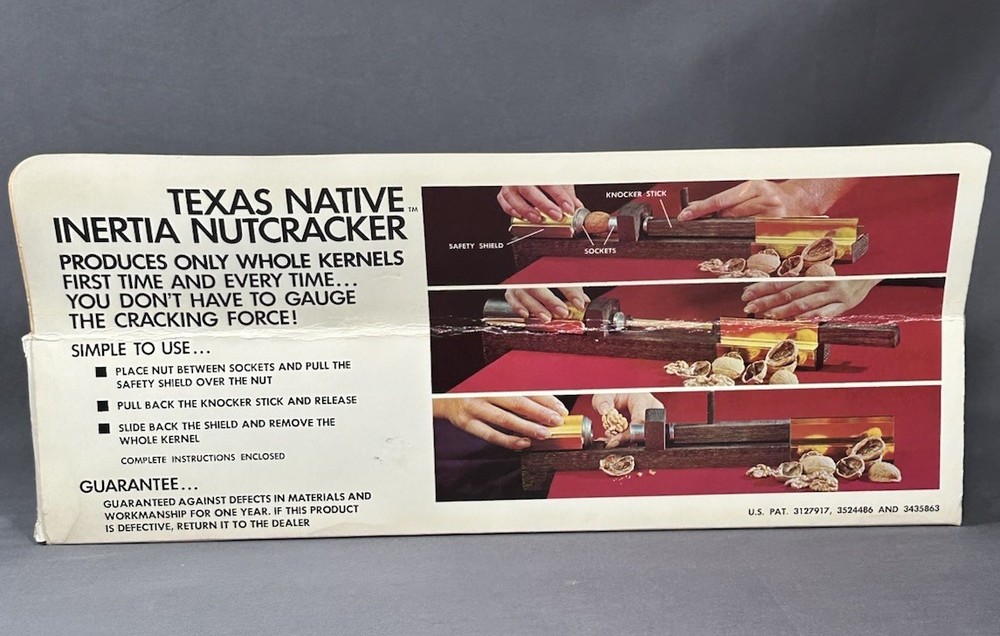 TEXAS NATIVE
INERTIA NUTCRACKER™
PRODUCES ONLY WHOLE KERNELS
FIRST TIME AND EVERY TIME...
YOU DON'T HAVE TO GAUGE
THE CRACKING FORCE!
SIMPLE TO USE...
■ PLACE NUT BETWEEN SOCKETS AND PULL THE
SAFETY SHIELD OVER THE NUT
■ PULL BACK THE KNOCKER STICK AND RELEASE
■ SLIDE BACK THE SHIELD AND REMOVE THE
WHOLE KERNEL
COMPLETE INSTRUCTIONS ENCLOSED
GUARANTEE...
GUARANTEED AGAINST DEFECTS IN MATERIALS AND
WORKMANSHIP FOR ONE YEAR. IF THIS PRODUCT
IS DEFECTIVE, RETURN IT TO THE DEALER
KNOCKER STICK
SAFETY SHIELD
SOCKETS
U.S. PAT. 3127917, 3524486 AND 3435863